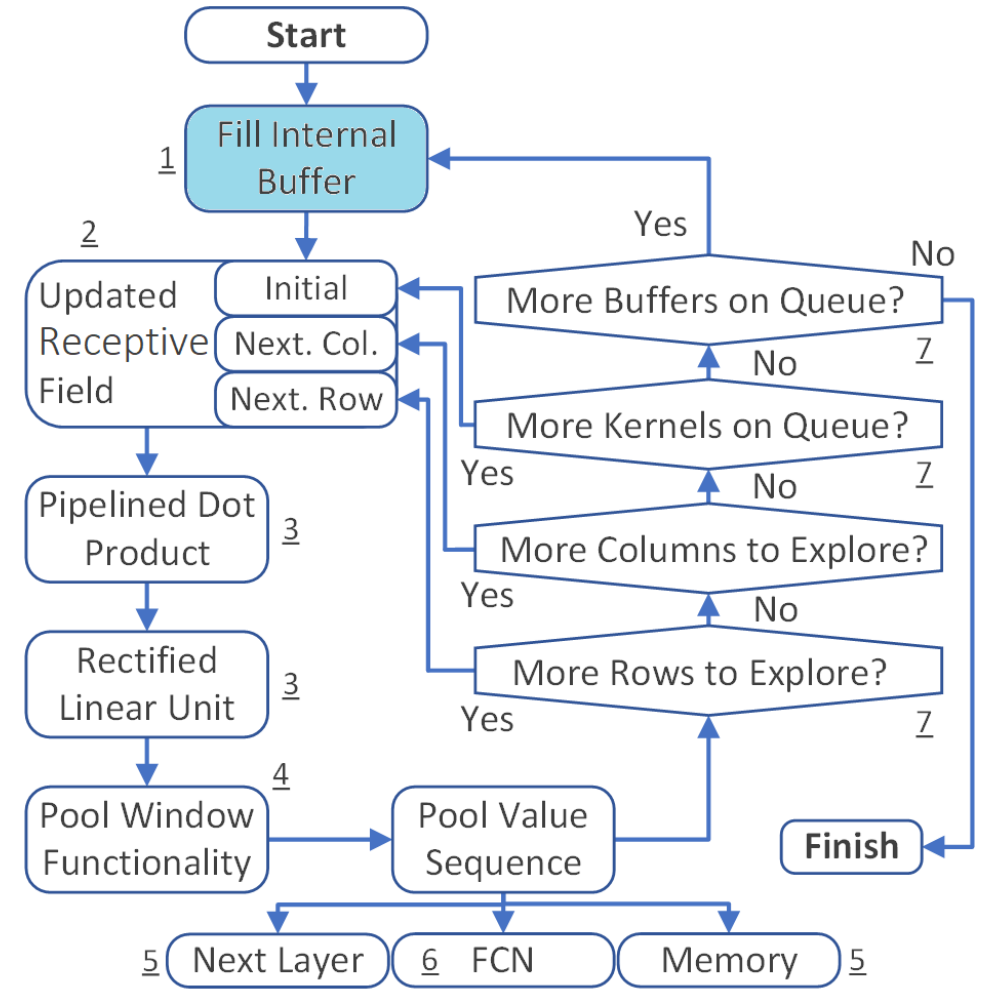 Start
Fill Internal
Buffer
1
2
Updated
Receptive
Field
Initial
Next. Col.
Next. Row
Pipelined Dot
Product
3
Rectified
Linear Unit
3
Pool Window
Functionality
4
Pool Value
Sequence
5
Next Layer
6
FCN
Memory
5
More Rows to Explore?
Yes
7
No
More Columns to Explore?
Yes
No
7
More Kernels on Queue?
Yes
No
7
More Buffers on Queue?
Yes
No
Finish